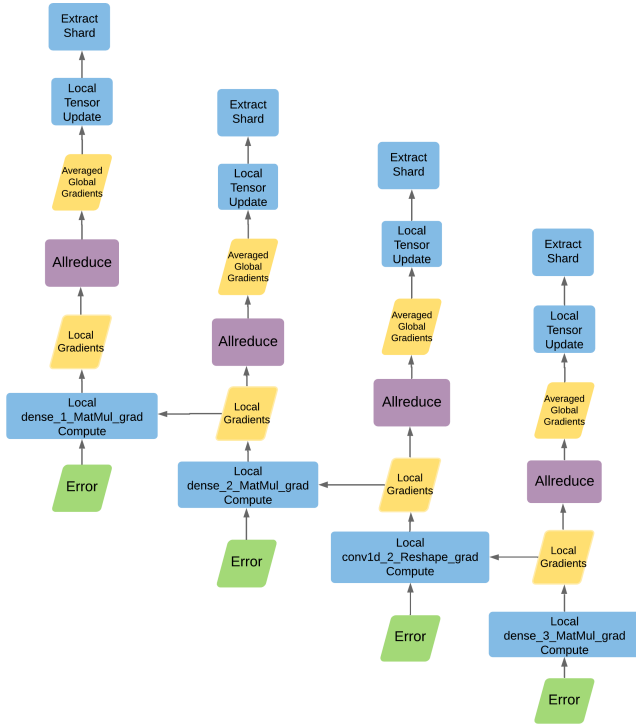 Extract
Shard
Local
Tensor
Update
Averaged
Global
Gradients
Allreduce
Local
Gradients
Local
dense_1_MatMul_grad
Compute
Error
Extract
Shard
Local
Tensor
Update
Averaged
Global
Gradients
Allreduce
Local
Gradients
Local
dense_2_MatMul_grad
Compute
Error
Extract
Shard
Local
Tensor
Update
Averaged
Global
Gradients
Allreduce
Local
Gradients
Local
conv1d_2_Reshape_grad
Compute
Error
Extract
Shard
Local
Tensor
Update
Averaged
Global
Gradients
Allreduce
Local
Gradients
Local
dense_3_MatMul_grad
Compute
Error